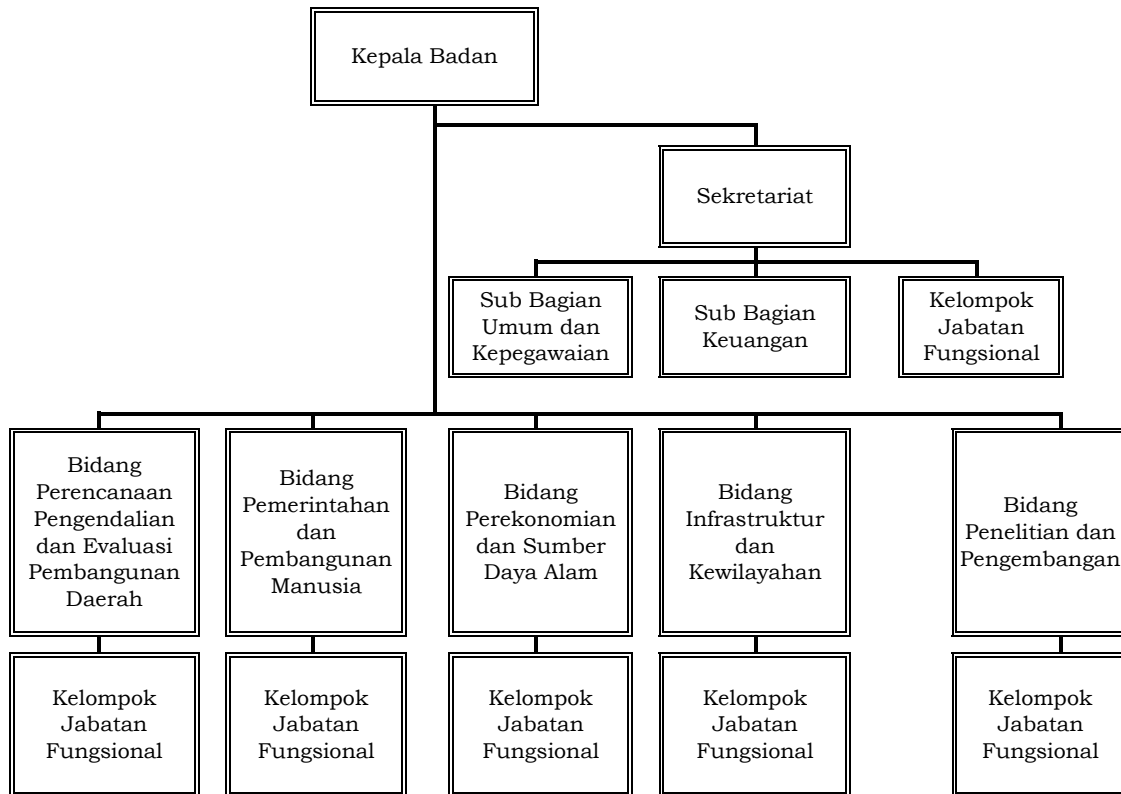 Kepala Badan
Sekretariat
Sub Bagian
Umum dan
Kepegawaian
Sub Bagian
Keuangan
Kelompok
Jabatan
Fungsional
Bidang
Perencanaan
Pengendalian
dan Evaluasi
Pembangunan
Daerah
Bidang
Pemerintahan
dan
Pembangunan
Manusia
Bidang
Perekonomian
dan Sumber
Daya Alam
Bidang
Infrastruktur
dan
Kewilayahan
Bidang
Penelitian dan
Pengembangan
Kelompok
Jabatan
Fungsional
Kelompok
Jabatan
Fungsional
Kelompok
Jabatan
Fungsional
Kelompok
Jabatan
Fungsional
Kelompok
Jabatan
Fungsional